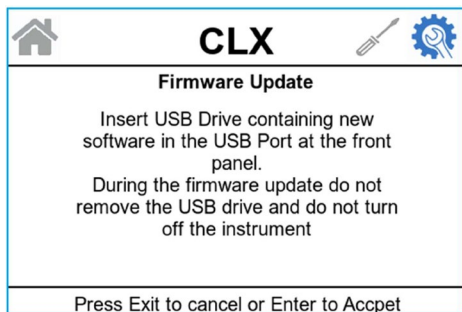 CLX
Firmware Update
Insert USB Drive containing new
software in the USB Port at the front
panel.
During the firmware update do not
remove the USB drive and do not turn
off the instrument
Press Exit to cancel or Enter to Accpet